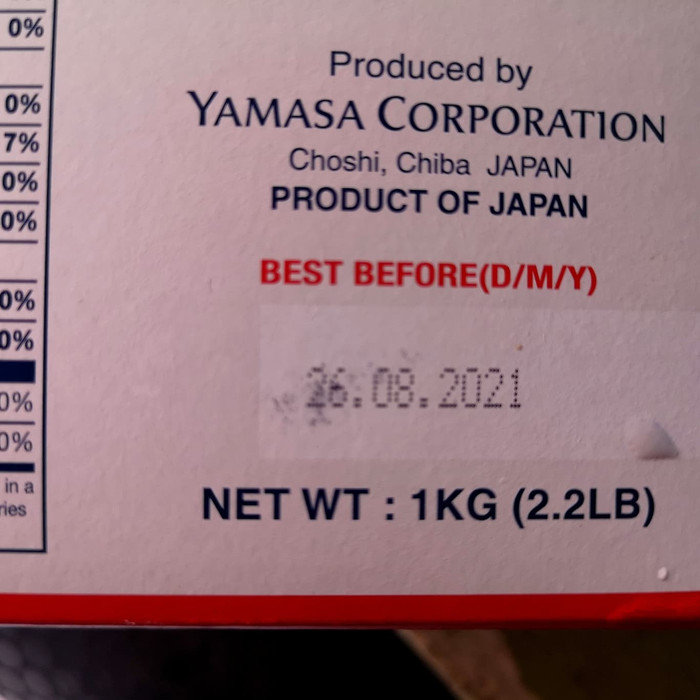 0%
0%
7%
0%
0%
0%
0%
0%
0%
in a
ries
Produced by
YAMASA CORPORATION
Choshi, Chiba JAPAN
PRODUCT OF JAPAN
BEST BEFORE(D/M/Y)
26.08.2021
NET WT : 1KG (2.2LB)